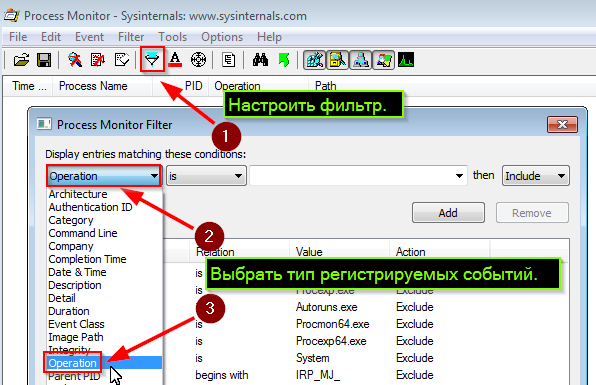 Process Monitor - Sysinternals: www.sysinternals.com
File Edit Event Filter Tools Options Help
Time ... Process Name PID Operation Path
Настроить фильтр.
1
Process Monitor Filter
Display entries matching these conditions:
Operation is then Include
Add Remove
Architecture
Authentication ID
Category
Command Line
Company
Completion Time
Date & Time
Description
Detail
Duration
Event Class
Image Path
Integrity
Operation
Parent PID
2
Relation Value Action
Выбрать тип регистрируемых событий.
is Procexp.exe Exclude
3
is Autoruns.exe Exclude
is Procmon64.exe Exclude
is Procexp64.exe Exclude
is System Exclude
begins with IRP_MJ_ Exclude